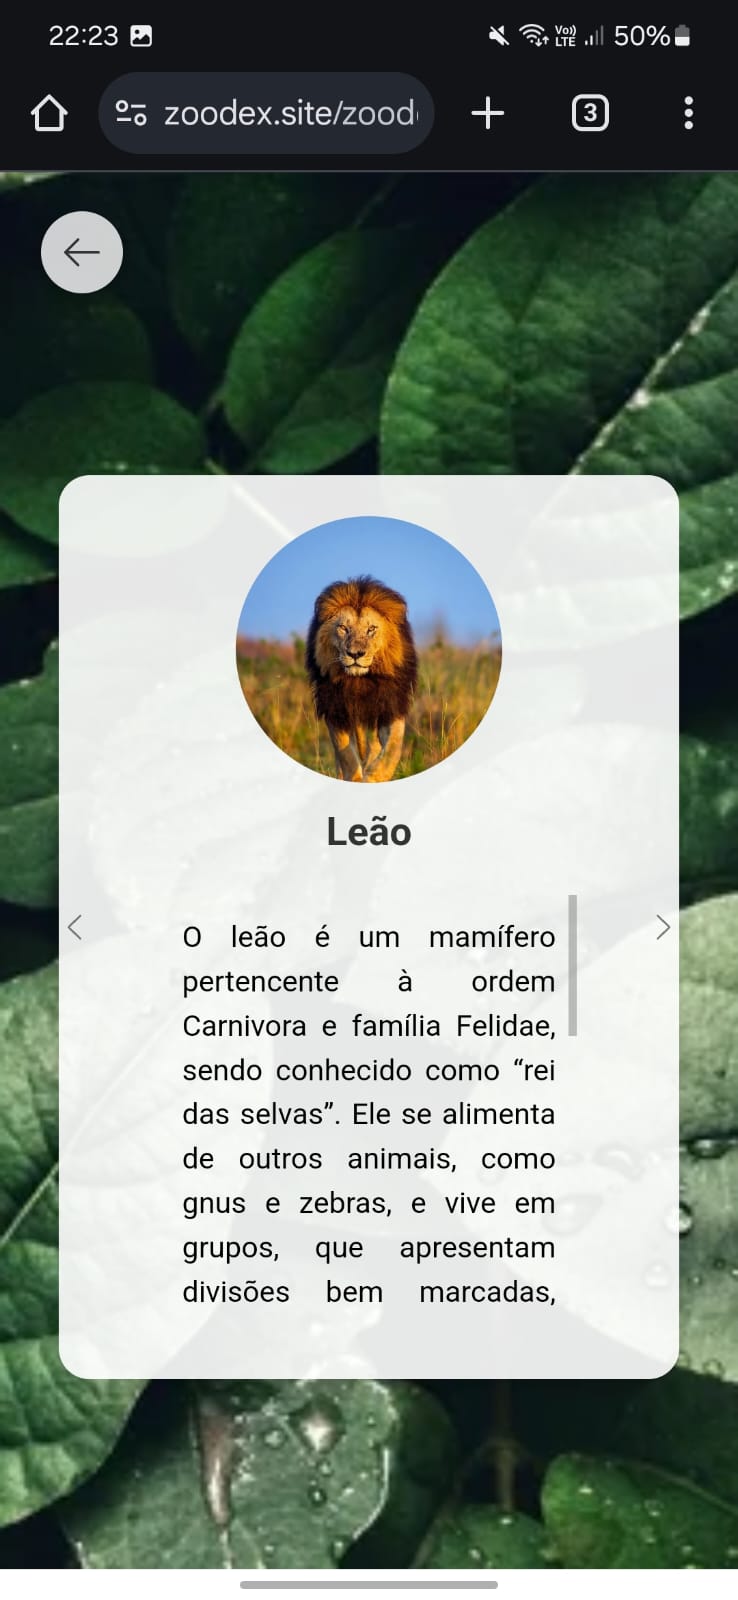 22:23
Vo))
LTE
50%
zoodex.site/zood
3
Leão
O leão é um mamífero
pertencente à ordem
Carnivora e família Felidae,
sendo conhecido como “rei
das selvas”. Ele se alimenta
de outros animais, como
gnus e zebras, e vive em
grupos, que apresentam
divisões bem marcadas,